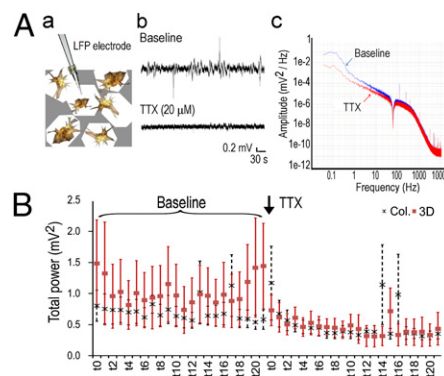 A
a
LFP electrode
b
Baseline
TTX (20 μM)
0.2 mV
30 s
c
Amplitude (mV² / Hz)
1e-1
1e-2
1e-4
1e-6
1e-8
1e-10
1e-12
Baseline
TTX
0.1
1
10
100
Frequency (Hz)
B
Baseline
TTX
Col.
3D
Total power (mV²)
2.5
2.0
1.5
1.0
0.5
0.0
t0 t2 t4 t6 t8 t10 t12 t14 t16 t18 t20 t0 t2 t4 t6 t8 t10 t12 t14 t16 t18 t20